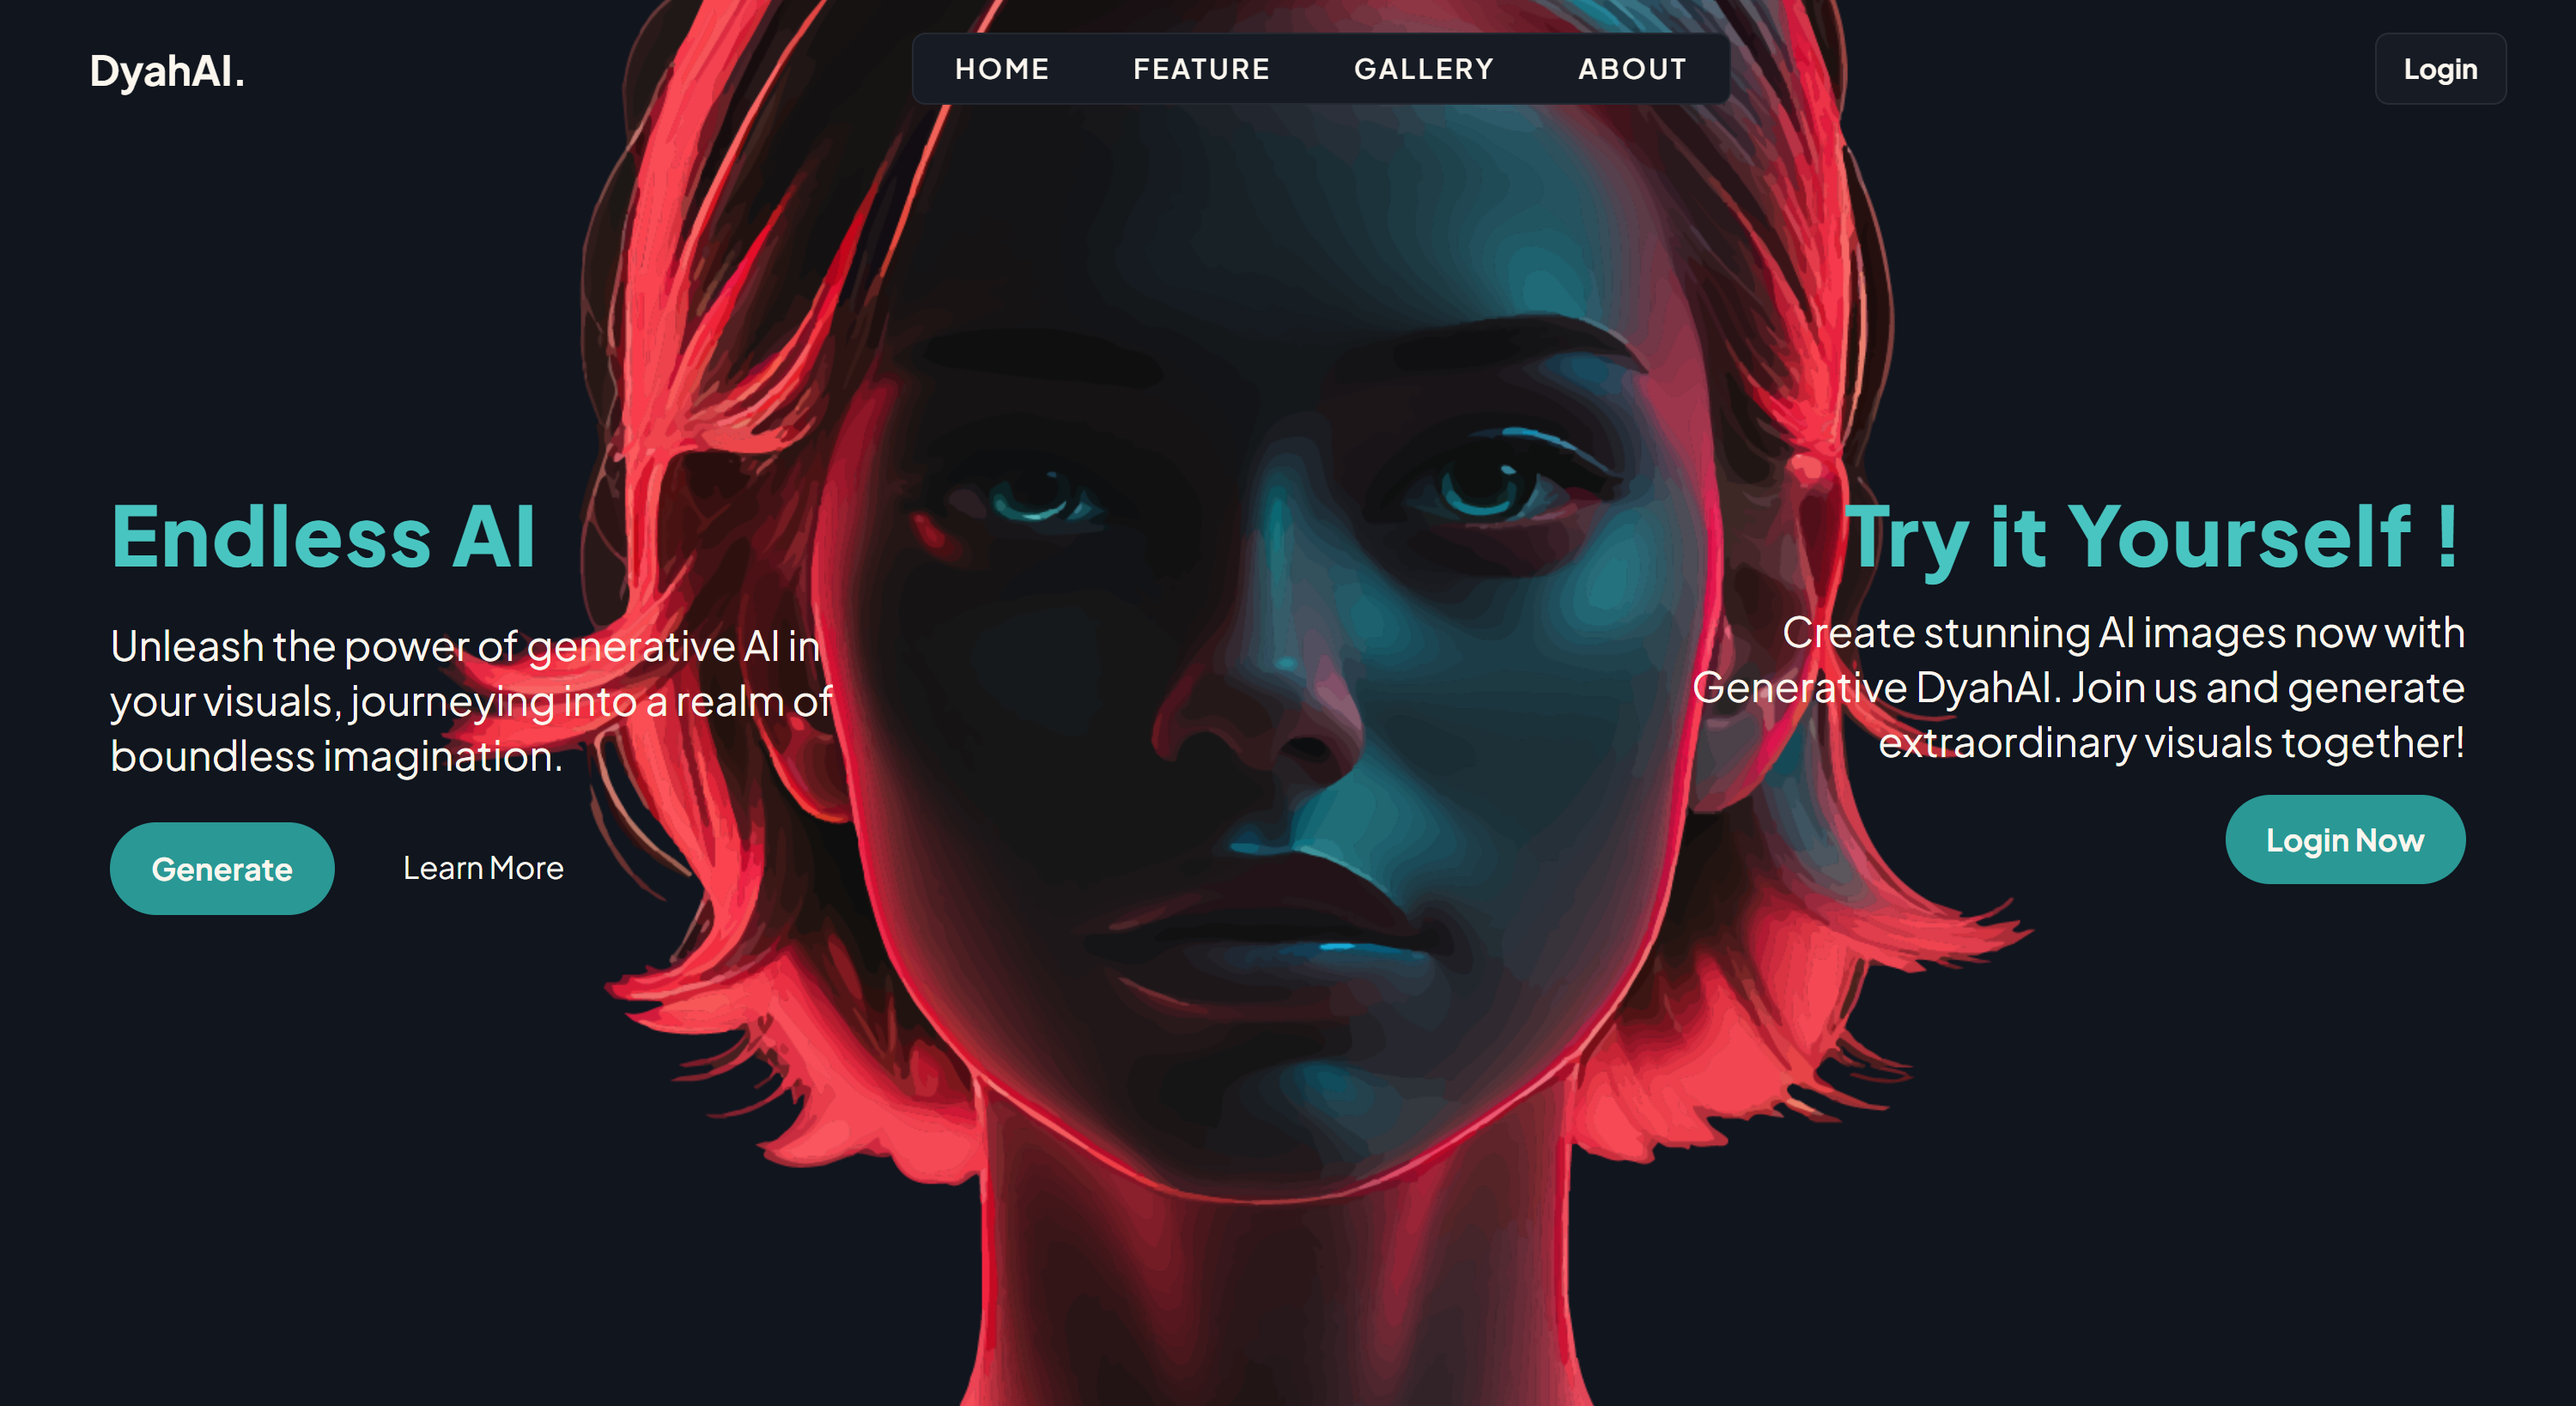 DyahAI.
HOME
FEATURE
GALLERY
ABOUT
Login
Endless AI
Unleash the power of generative AI in
your visuals, journeying into a realm of
boundless imagination.
Generate
Learn More
Try it Yourself !
Create stunning AI images now with
Generative DyahAI. Join us and generate
extraordinary visuals together!
Login Now